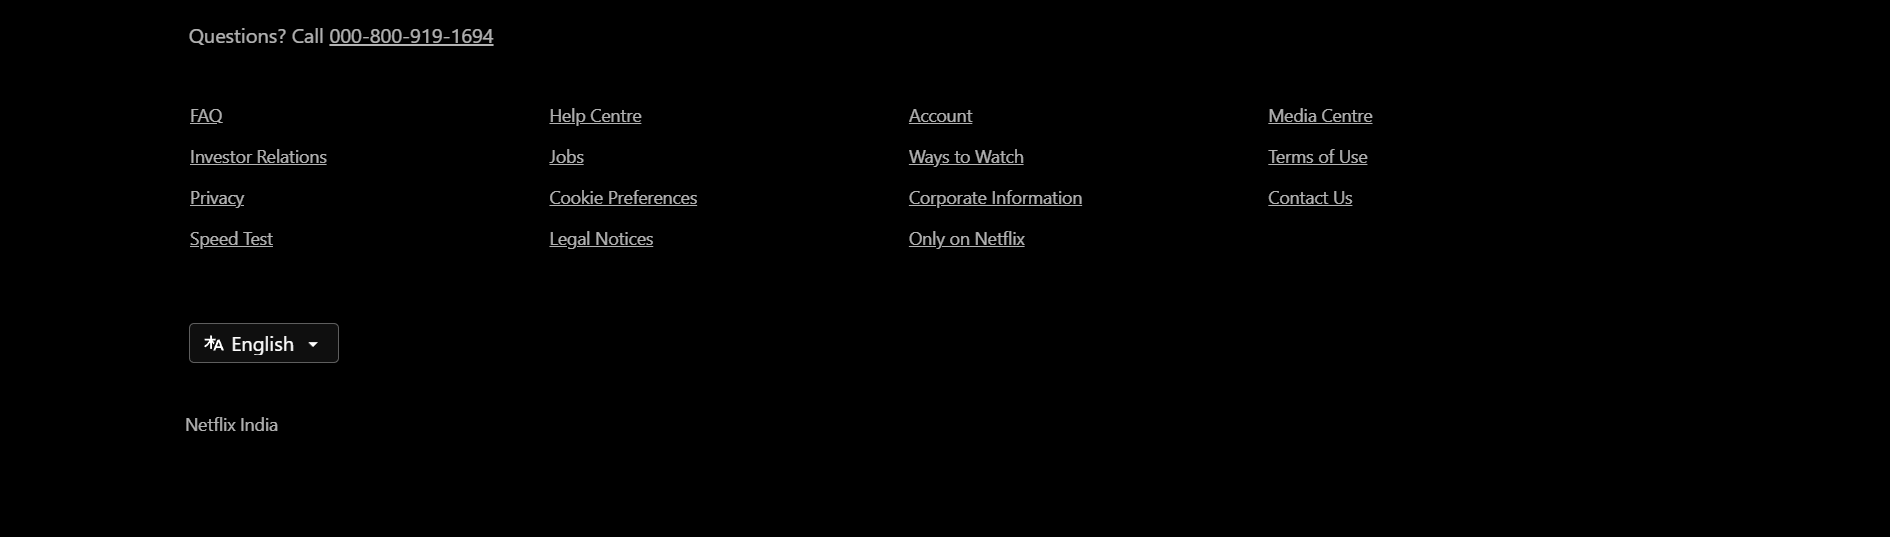 Questions? Call 000-800-919-1694
FAQ
Help Centre
Account
Media Centre
Investor Relations
Jobs
Ways to Watch
Terms of Use
Privacy
Cookie Preferences
Corporate Information
Contact Us
Speed Test
Legal Notices
Only on Netflix
English
Netflix India